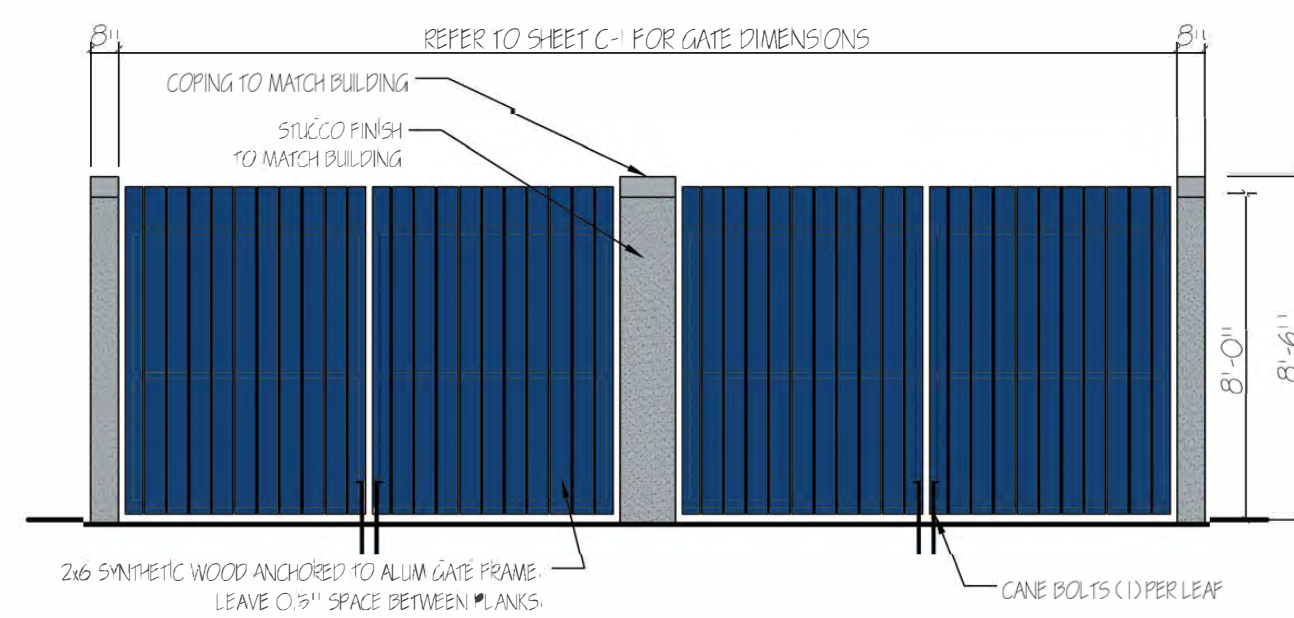 8"
REFER TO SHEET C-1 FOR GATE DIMENSIONS
8"
COPING TO MATCH BUILDING
STUCCO FINISH
TO MATCH BUILDING
8'-0"
8'-6"
2x6 SYNTHETIC WOOD ANCHORED TO ALUM GATE FRAME.
LEAVE 0.5" SPACE BETWEEN PLANKS.
CANE BOLTS (1) PER LEAF